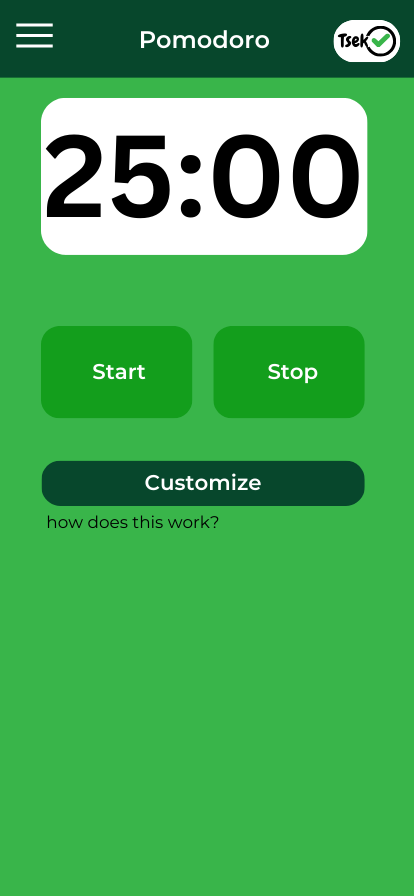 Pomodoro
Tsek
25:00
Start
Stop
Customize
how does this work?